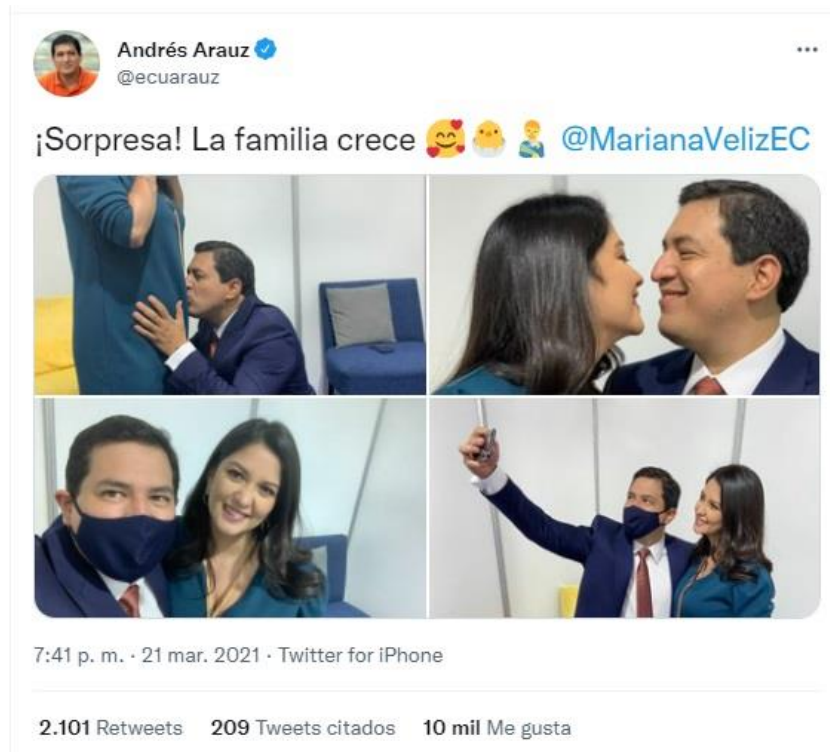 Andrés Arauz
@ecuarauz
¡Sorpresa! La familia crece 🥰🐣🤱‍♂️ @MarianaVelizEC
7:41 p. m. · 21 mar. 2021 · Twitter for iPhone
2.101 Retweets 209 Tweets citados 10 mil Me gusta